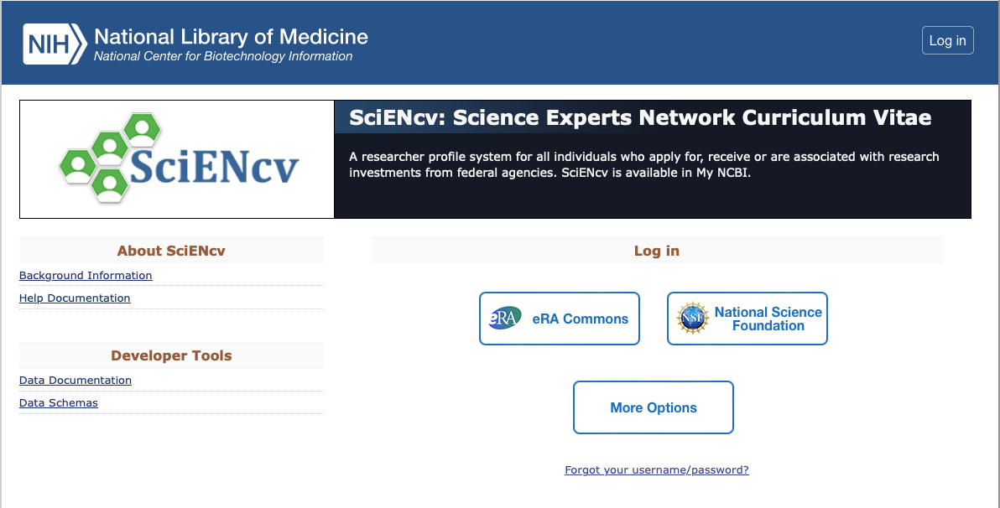 NIH National Library of Medicine
National Center for Biotechnology Information
Log in
SciENcv
SciENcv: Science Experts Network Curriculum Vitae
A researcher profile system for all individuals who apply for, receive or are associated with research
investments from federal agencies. SciENcv is available in My NCBI.
About SciENcv
Background Information
Help Documentation
Developer Tools
Data Documentation
Data Schemas
Log in
eRA eRA Commons
NSF National Science
Foundation
More Options
Forgot your username/password?